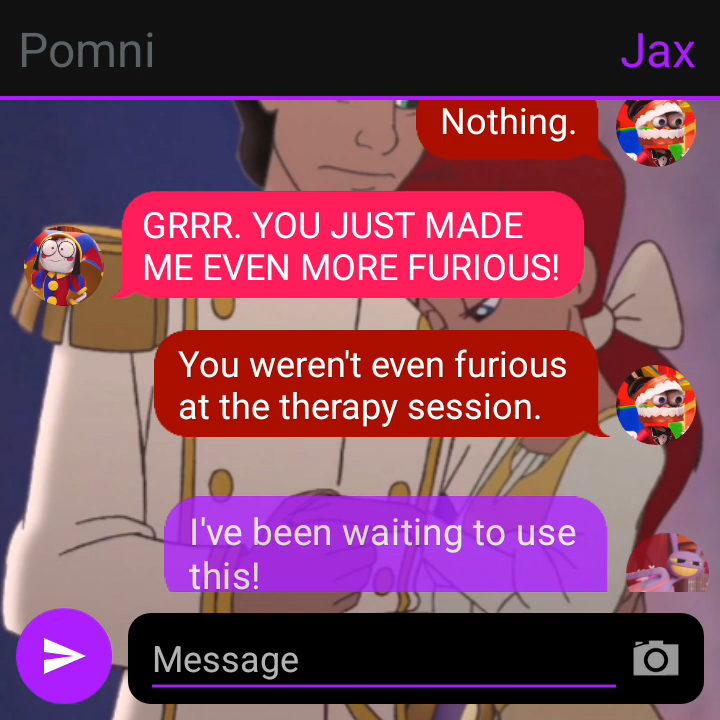 Pomni
Jax
Nothing.
GRRR. YOU JUST MADE
ME EVEN MORE FURIOUS!
You weren't even furious
at the therapy session.
I've been waiting to use
this!
Message